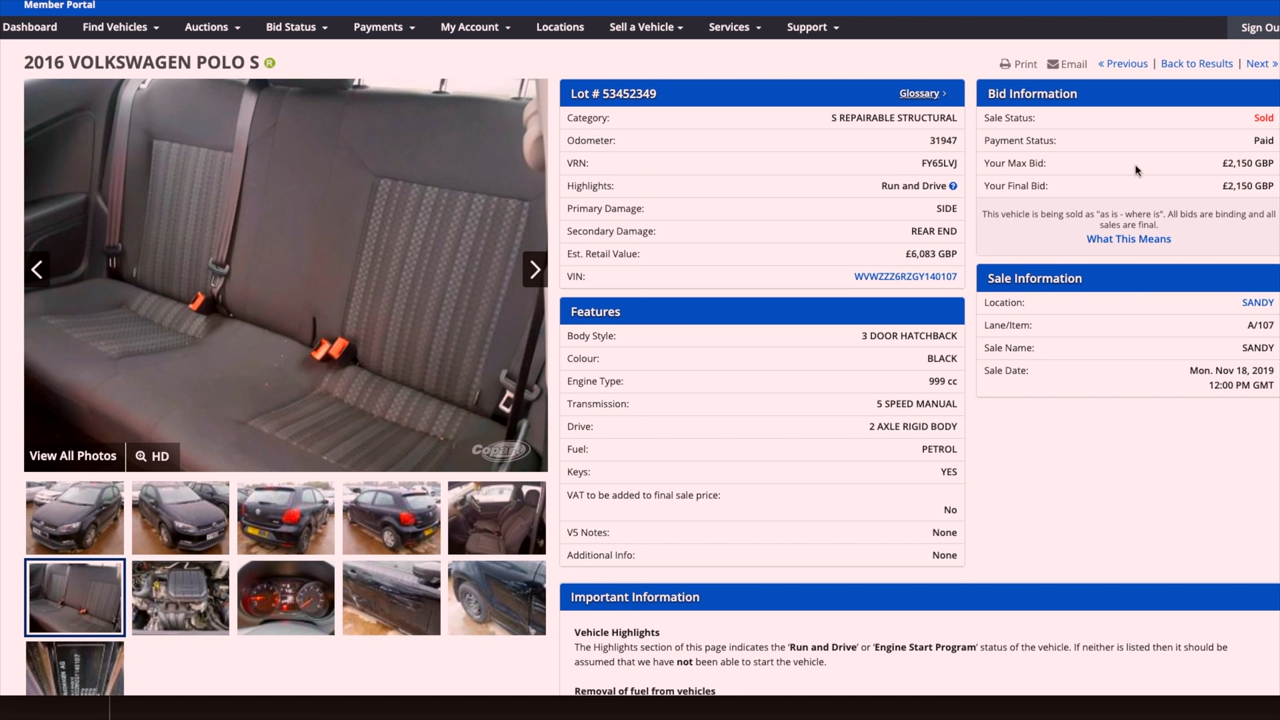 Member Portal
Dashboard Find Vehicles Auctions Bid Status Payments My Account Locations Sell a Vehicle Services Support Sign Ou
2016 VOLKSWAGEN POLO S R
Print Email « Previous | Back to Results | Next »
View All Photos HD
Copart
Lot # 53452349 Glossary ›
Category: S REPAIRABLE STRUCTURAL
Odometer: 31947
VRN: FY65LVJ
Highlights: Run and Drive ?
Primary Damage: SIDE
Secondary Damage: REAR END
Est. Retail Value: £6,083 GBP
VIN: WVWZZZ6RZGY140107
Features
Body Style: 3 DOOR HATCHBACK
Colour: BLACK
Engine Type: 999 cc
Transmission: 5 SPEED MANUAL
Drive: 2 AXLE RIGID BODY
Fuel: PETROL
Keys: YES
VAT to be added to final sale price:
No
V5 Notes: None
Additional Info: None
Important Information
Vehicle Highlights
The Highlights section of this page indicates the ‘Run and Drive’ or ‘Engine Start Program’ status of the vehicle. If neither is listed then it should be
assumed that we have not been able to start the vehicle.
Removal of fuel from vehicles
Bid Information
Sale Status: Sold
Payment Status: Paid
Your Max Bid: £2,150 GBP
Your Final Bid: £2,150 GBP
This vehicle is being sold as "as is - where is". All bids are binding and all
sales are final.
What This Means
Sale Information
Location: SANDY
Lane/Item: A/107
Sale Name: SANDY
Sale Date: Mon. Nov 18, 2019
12:00 PM GMT